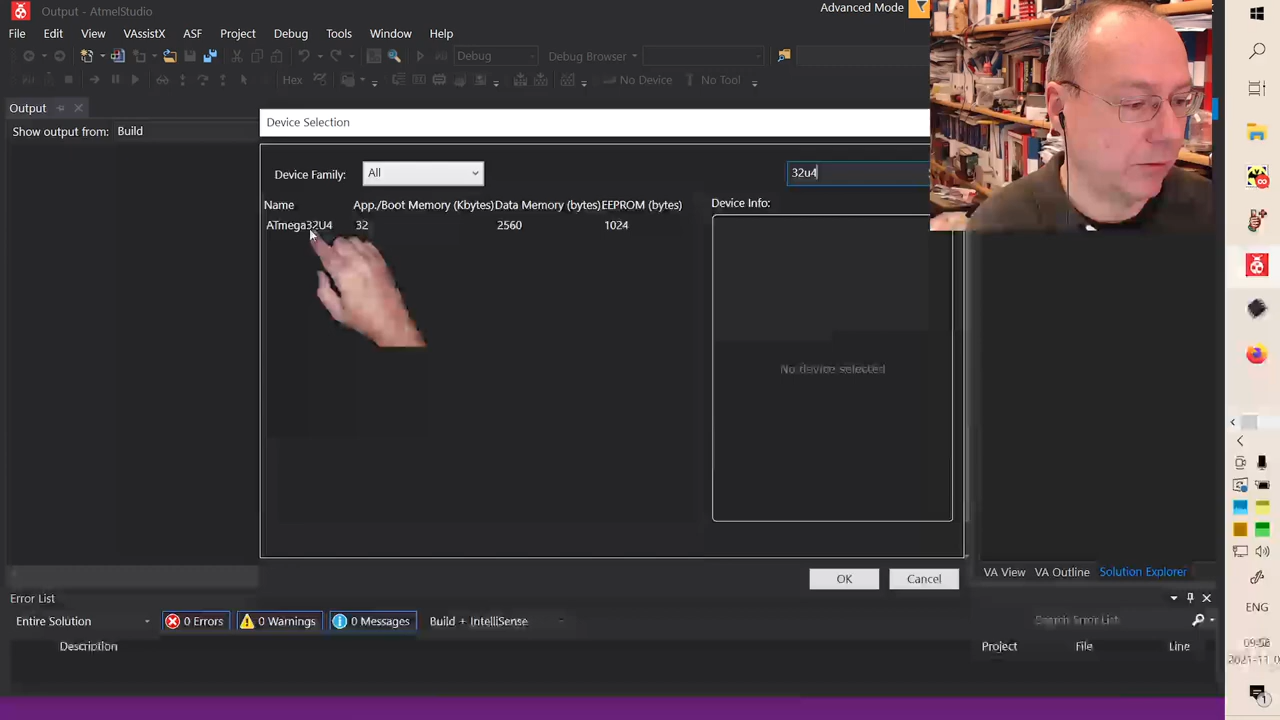 Output - AtmelStudio
Advanced Mode
File Edit View VAssistX ASF Project Debug Tools Window Help
Debug Debug Browser
Hex No Device No Tool
Output
Show output from: Build
Device Selection
Device Family: All
32u4
Name App./Boot Memory (Kbytes) Data Memory (bytes) EEPROM (bytes)
ATmega32U4 32 2560 1024
Device Info:
No device selected
OK Cancel
VA View VA Outline Solution Explorer
Error List
Entire Solution 0 Errors 0 Warnings 0 Messages Build + IntelliSense
Search Error List
Description Project File Line
ENG
1